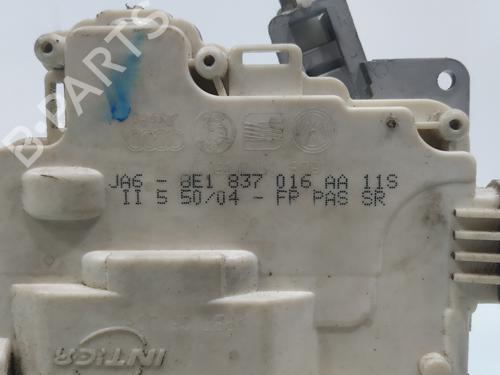 B-PARTS
JA6 - 8E1 837 016 AA 11S
II 5 50/04 - FP PAS SR
INTIER